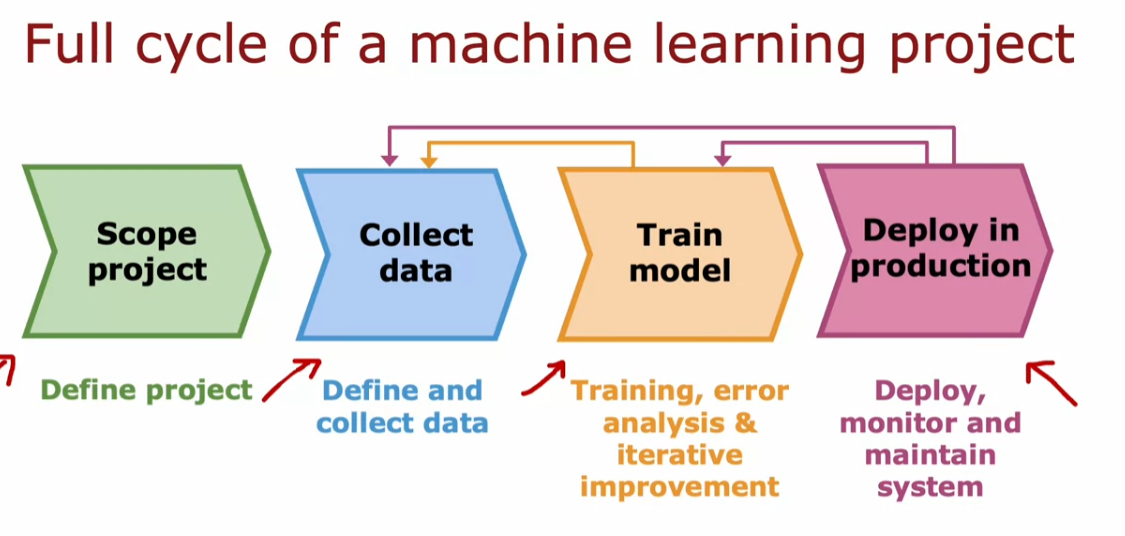 Full cycle of a machine learning project
Scope
project
Collect
data
Train
model
Deploy in
production
Define project
Define and
collect data
Training, error
analysis &
iterative
improvement
Deploy,
monitor and
maintain
system